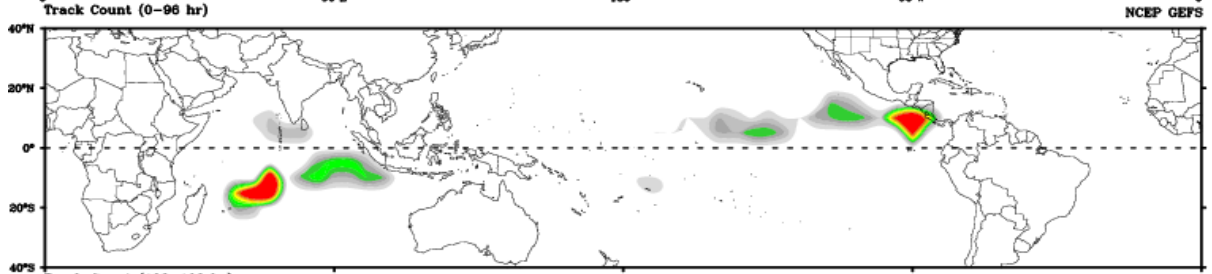 Track Count (0-96 hr)
NCEP GEFS
40°N
20°N
0°
20°S
40°S